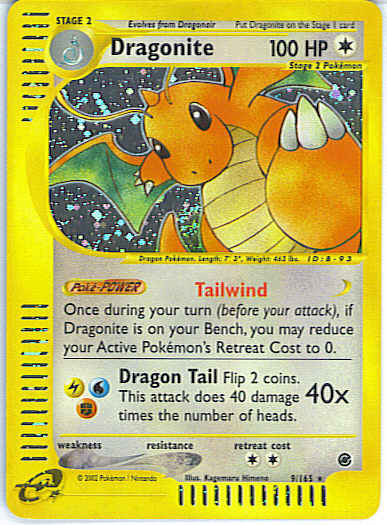 STAGE 2
Evolves from Dragonair
Put Dragonite on the Stage 1 card
Dragonite
100 HP
Stage 2 Pokémon
Dragon Pokémon, Length: 7' 3", Weight: 463 lbs. ID: B-93
Poké-POWER
Tailwind
Once during your turn (before your attack), if
Dragonite is on your Bench, you may reduce
your Active Pokémon's Retreat Cost to 0.
Dragon Tail Flip 2 coins.
This attack does 40 damage
times the number of heads.
40x
weakness
resistance
retreat cost
© 2002 Pokémon / Nintendo
Illus. Kagemaru Himeno
9/165